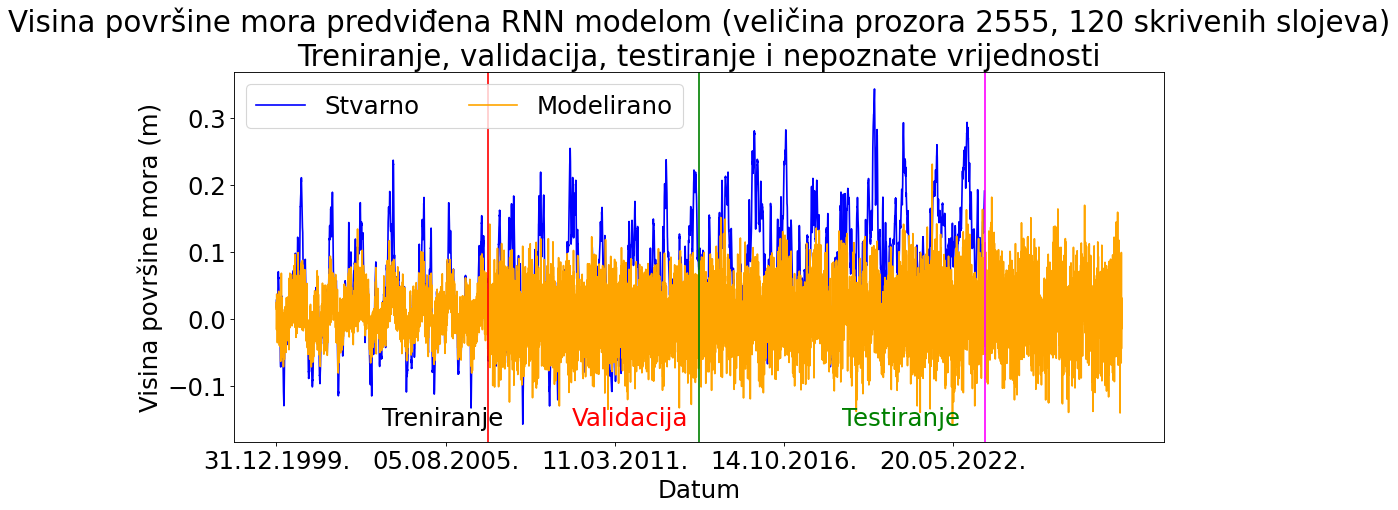 Visina površine mora predviđena RNN modelom (veličina prozora 2555, 120 skrivenih slojeva)
Treniranje, validacija, testiranje i nepoznate vrijednosti
Stvarno Modelirano
Visina površine mora (m)
0.3
0.2
0.1
0.0
−0.1
Treniranje Validacija Testiranje
31.12.1999. 05.08.2005. 11.03.2011. 14.10.2016. 20.05.2022.
Datum